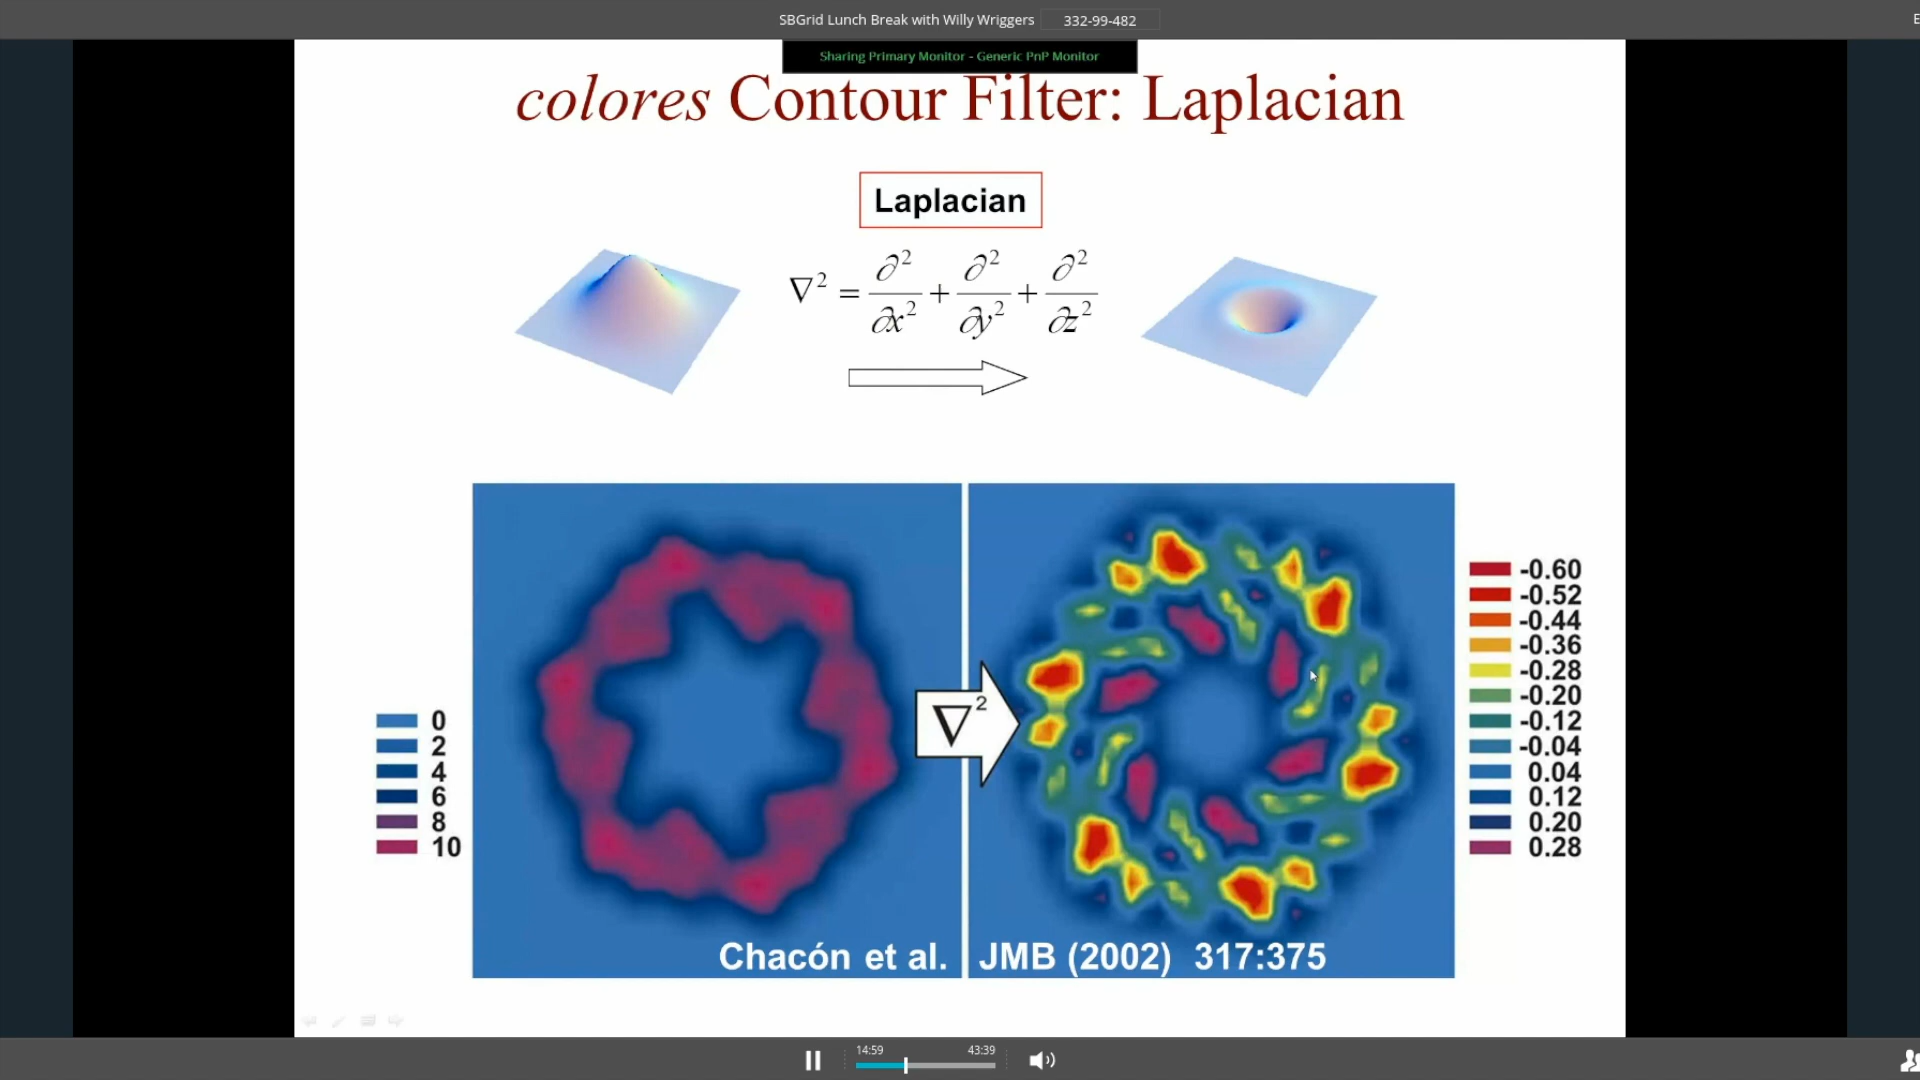 SBGrid Lunch Break with Willy Wriggers 332-99-482
E
Sharing Primary Monitor - Generic PnP Monitor
colores Contour Filter: Laplacian
Laplacian
∇² = ∂²/∂x² + ∂²/∂y² + ∂²/∂z²
0
2
4
6
8
10
∇²
-0.60
-0.52
-0.44
-0.36
-0.28
-0.20
-0.12
-0.04
0.04
0.12
0.20
0.28
Chacón et al. JMB (2002) 317:375
14:59 43:39